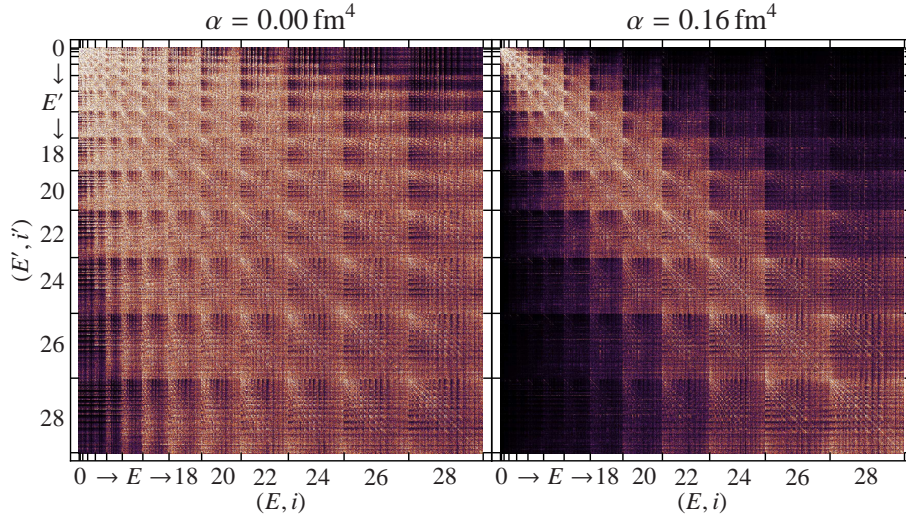 α = 0.00 fm⁴
α = 0.16 fm⁴
0
↓
E′
↓
18
20
22
24
26
28
(E′, i′)
0 → E → 18 20 22 24 26 28
(E, i)
0 → E → 18 20 22 24 26 28
(E, i)